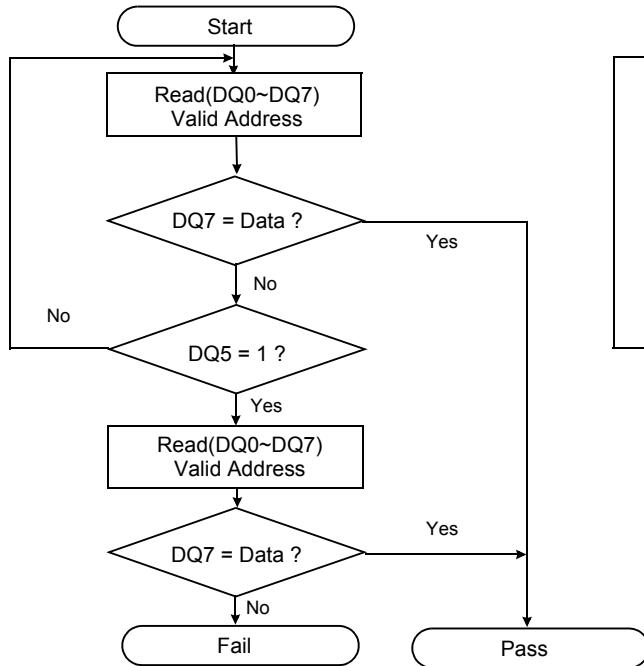 Start
Read(DQ0~DQ7)
Valid Address
DQ7 = Data ?
Yes
No
No
DQ5 = 1 ?
Yes
Read(DQ0~DQ7)
Valid Address
DQ7 = Data ?
Yes
No
Fail
Pass